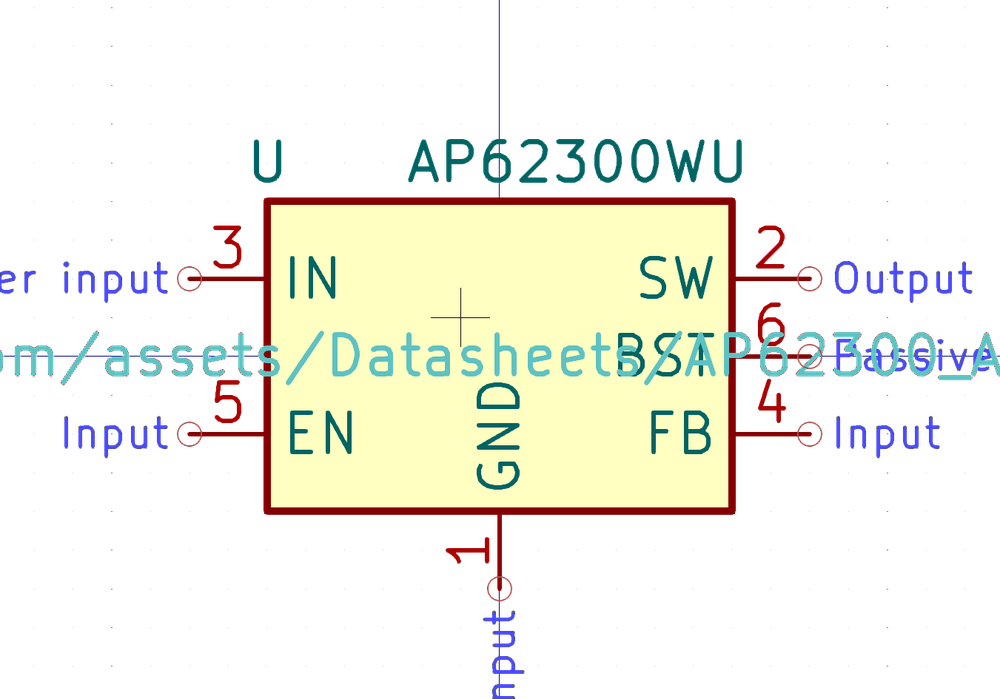 U AP62300WU
3 2
er input IN SW Output
6
om/assets/Datasheets/AP62300_A
BST Passive
5 4
Input EN FB Input
GND
1
nput